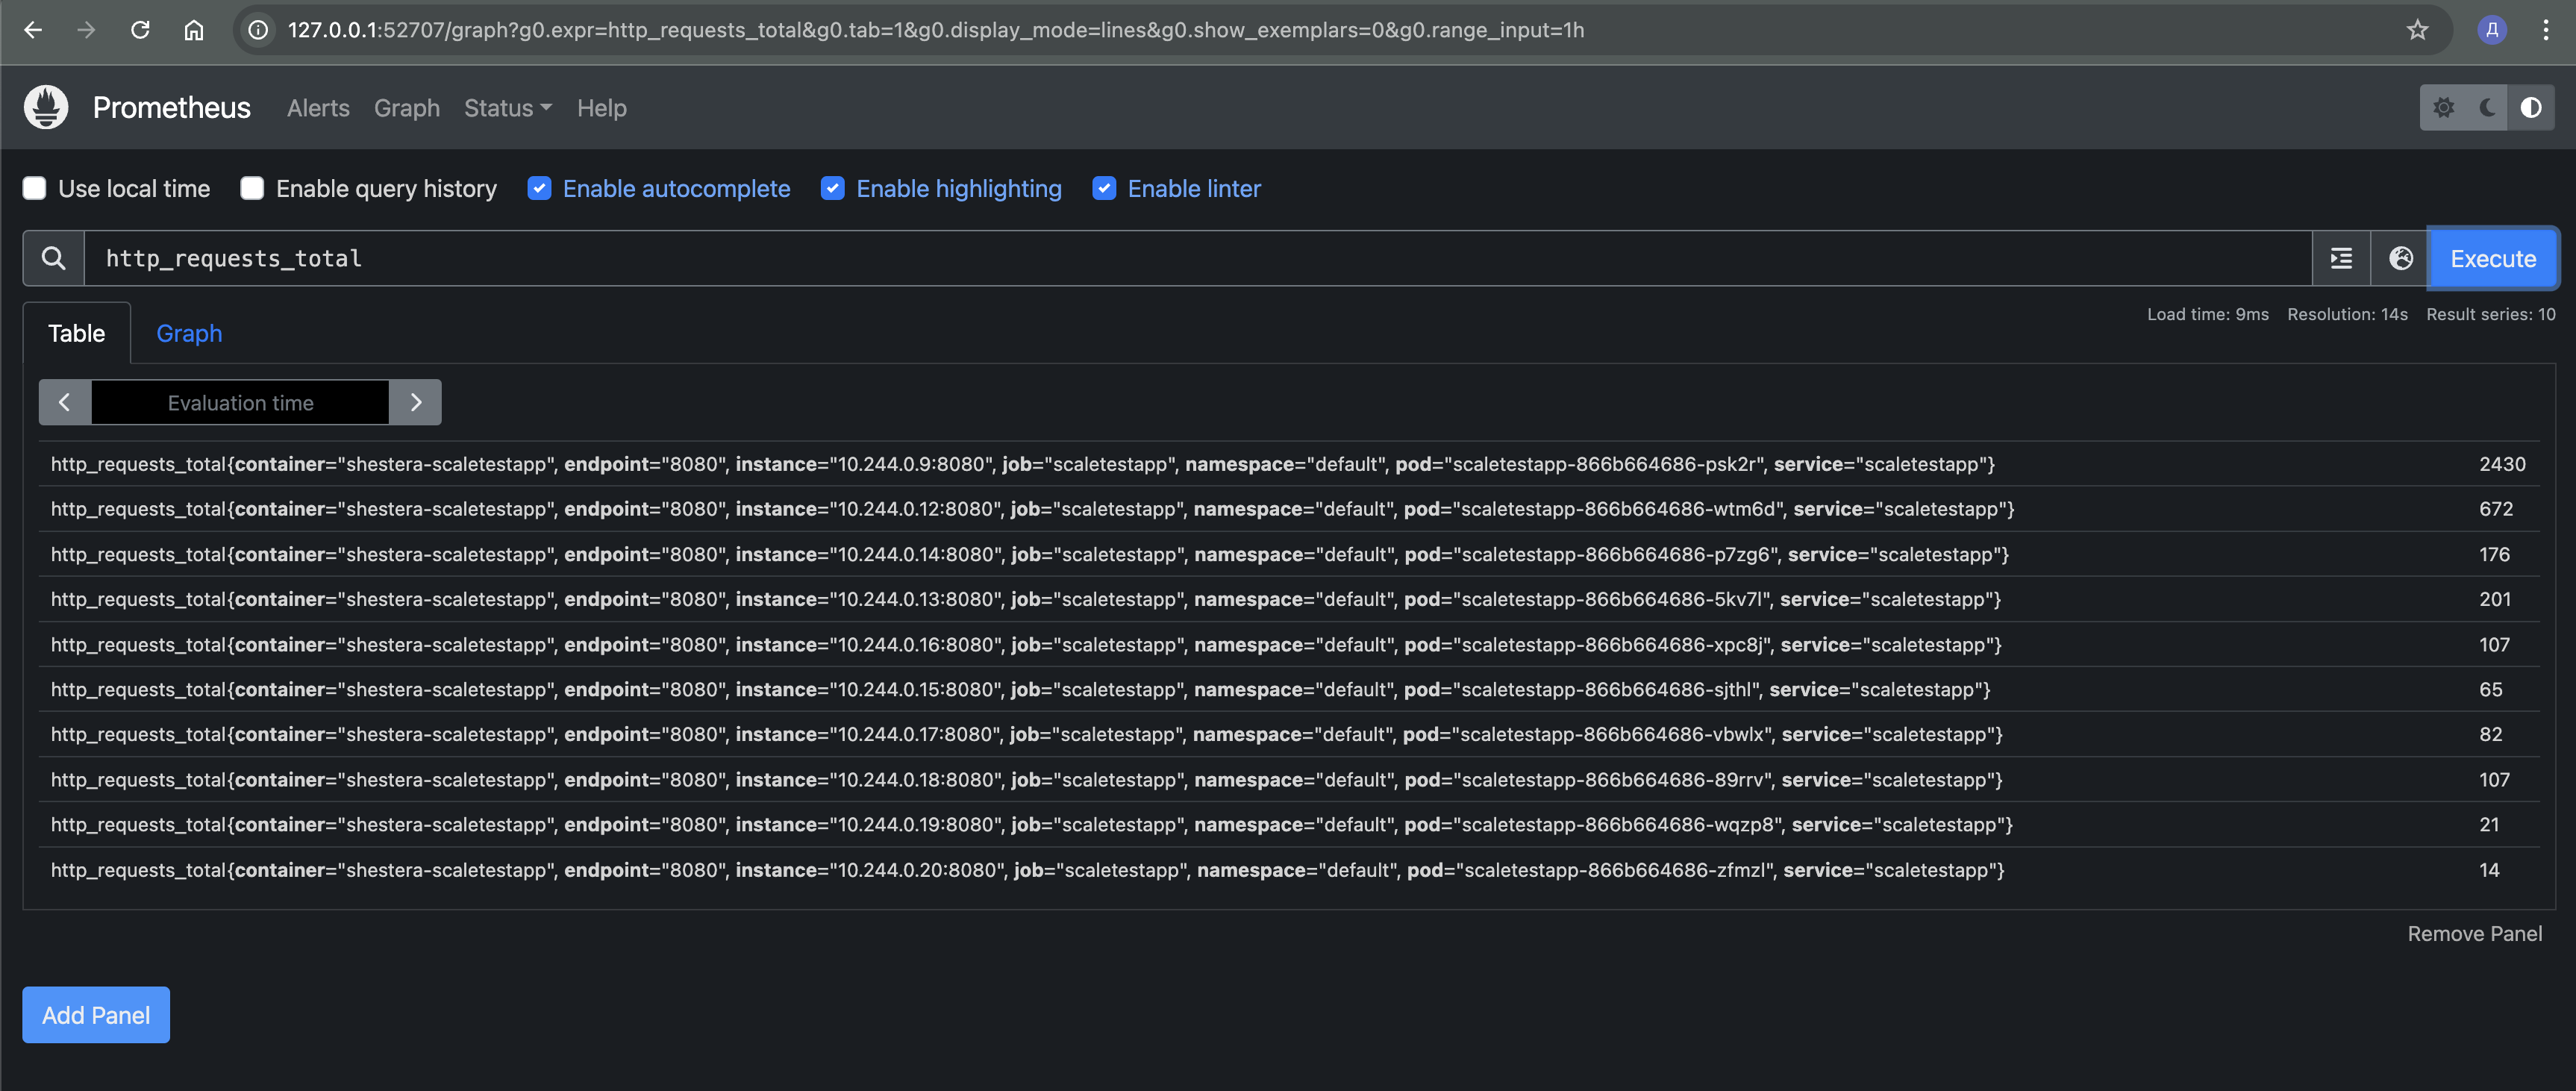 127.0.0.1:52707/graph?g0.expr=http_requests_total&g0.tab=1&g0.display_mode=lines&g0.show_exemplars=0&g0.range_input=1h
Д
Prometheus Alerts Graph Status Help
Use local time Enable query history Enable autocomplete Enable highlighting Enable linter
http_requests_total
Execute
Table Graph
Load time: 9ms Resolution: 14s Result series: 10
Evaluation time
http_requests_total{container="shestera-scaletestapp", endpoint="8080", instance="10.244.0.9:8080", job="scaletestapp", namespace="default", pod="scaletestapp-866b664686-psk2r", service="scaletestapp"} 2430
http_requests_total{container="shestera-scaletestapp", endpoint="8080", instance="10.244.0.12:8080", job="scaletestapp", namespace="default", pod="scaletestapp-866b664686-wtm6d", service="scaletestapp"} 672
http_requests_total{container="shestera-scaletestapp", endpoint="8080", instance="10.244.0.14:8080", job="scaletestapp", namespace="default", pod="scaletestapp-866b664686-p7zg6", service="scaletestapp"} 176
http_requests_total{container="shestera-scaletestapp", endpoint="8080", instance="10.244.0.13:8080", job="scaletestapp", namespace="default", pod="scaletestapp-866b664686-5kv7l", service="scaletestapp"} 201
http_requests_total{container="shestera-scaletestapp", endpoint="8080", instance="10.244.0.16:8080", job="scaletestapp", namespace="default", pod="scaletestapp-866b664686-xpc8j", service="scaletestapp"} 107
http_requests_total{container="shestera-scaletestapp", endpoint="8080", instance="10.244.0.15:8080", job="scaletestapp", namespace="default", pod="scaletestapp-866b664686-sjthl", service="scaletestapp"} 65
http_requests_total{container="shestera-scaletestapp", endpoint="8080", instance="10.244.0.17:8080", job="scaletestapp", namespace="default", pod="scaletestapp-866b664686-vbwlx", service="scaletestapp"} 82
http_requests_total{container="shestera-scaletestapp", endpoint="8080", instance="10.244.0.18:8080", job="scaletestapp", namespace="default", pod="scaletestapp-866b664686-89rrv", service="scaletestapp"} 107
http_requests_total{container="shestera-scaletestapp", endpoint="8080", instance="10.244.0.19:8080", job="scaletestapp", namespace="default", pod="scaletestapp-866b664686-wqzp8", service="scaletestapp"} 21
http_requests_total{container="shestera-scaletestapp", endpoint="8080", instance="10.244.0.20:8080", job="scaletestapp", namespace="default", pod="scaletestapp-866b664686-zfmzl", service="scaletestapp"} 14
Remove Panel
Add Panel